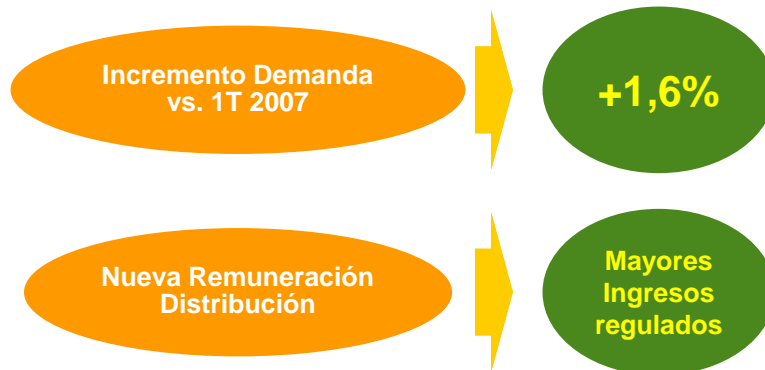 Incremento Demanda
vs. 1T 2007
+1,6%
Nueva Remuneración
Distribución
Mayores
Ingresos
regulados